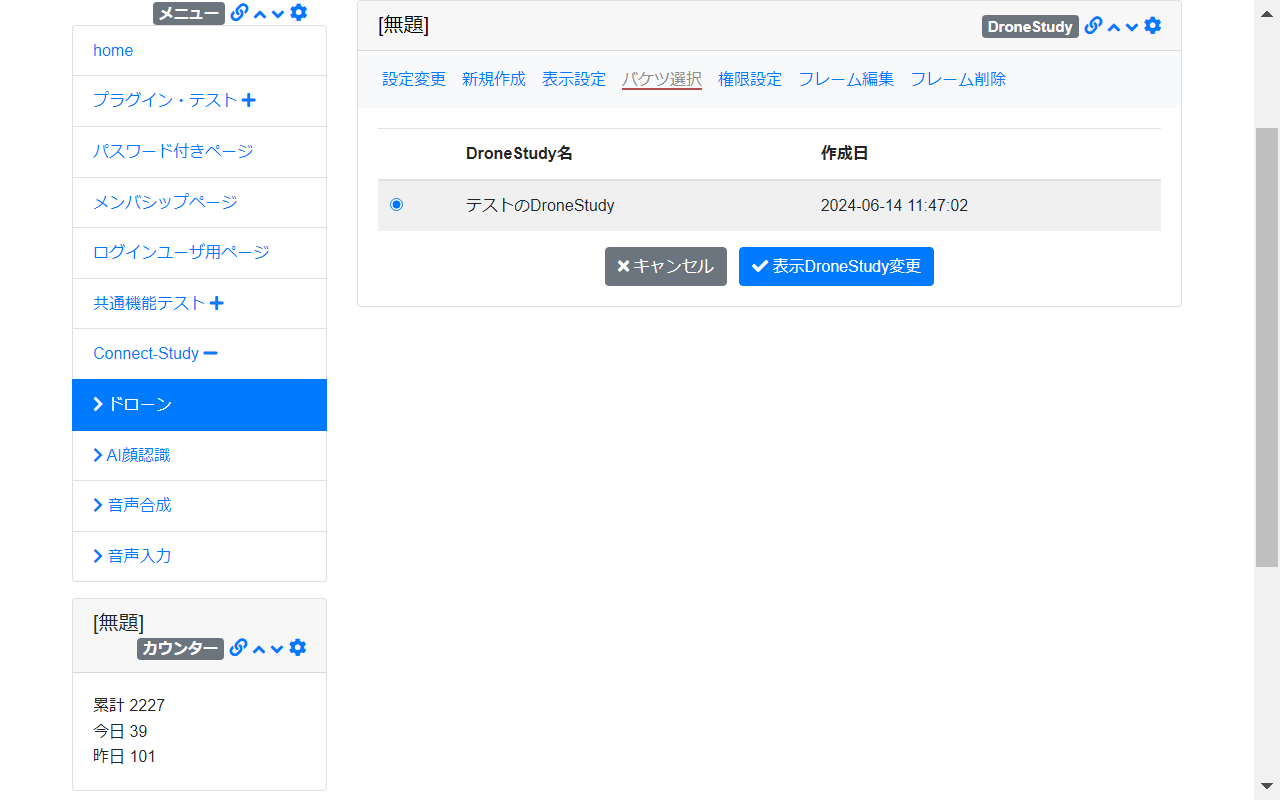 メニュー
home
プラグイン・テスト
パスワード付きページ
メンバシップページ
ログインユーザ用ページ
共通機能テスト
Connect-Study
ドローン
AI顔認識
音声合成
音声入力
[無題]
カウンター
累計 2227
今日 39
昨日 101
[無題]
DroneStudy
設定変更 新規作成 表示設定 バケツ選択 権限設定 フレーム編集 フレーム削除
DroneStudy名 作成日
テストのDroneStudy 2024-06-14 11:47:02
キャンセル 表示DroneStudy変更